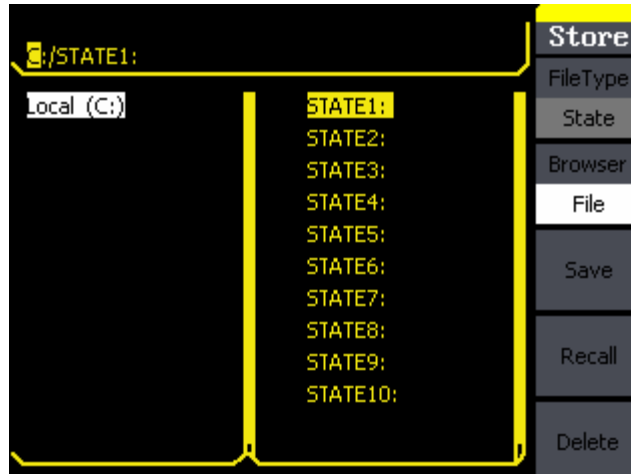 C:/STATE1:
Local (C:)
STATE1:
STATE2:
STATE3:
STATE4:
STATE5:
STATE6:
STATE7:
STATE8:
STATE9:
STATE10:
Store
FileType
State
Browser
File
Save
Recall
Delete